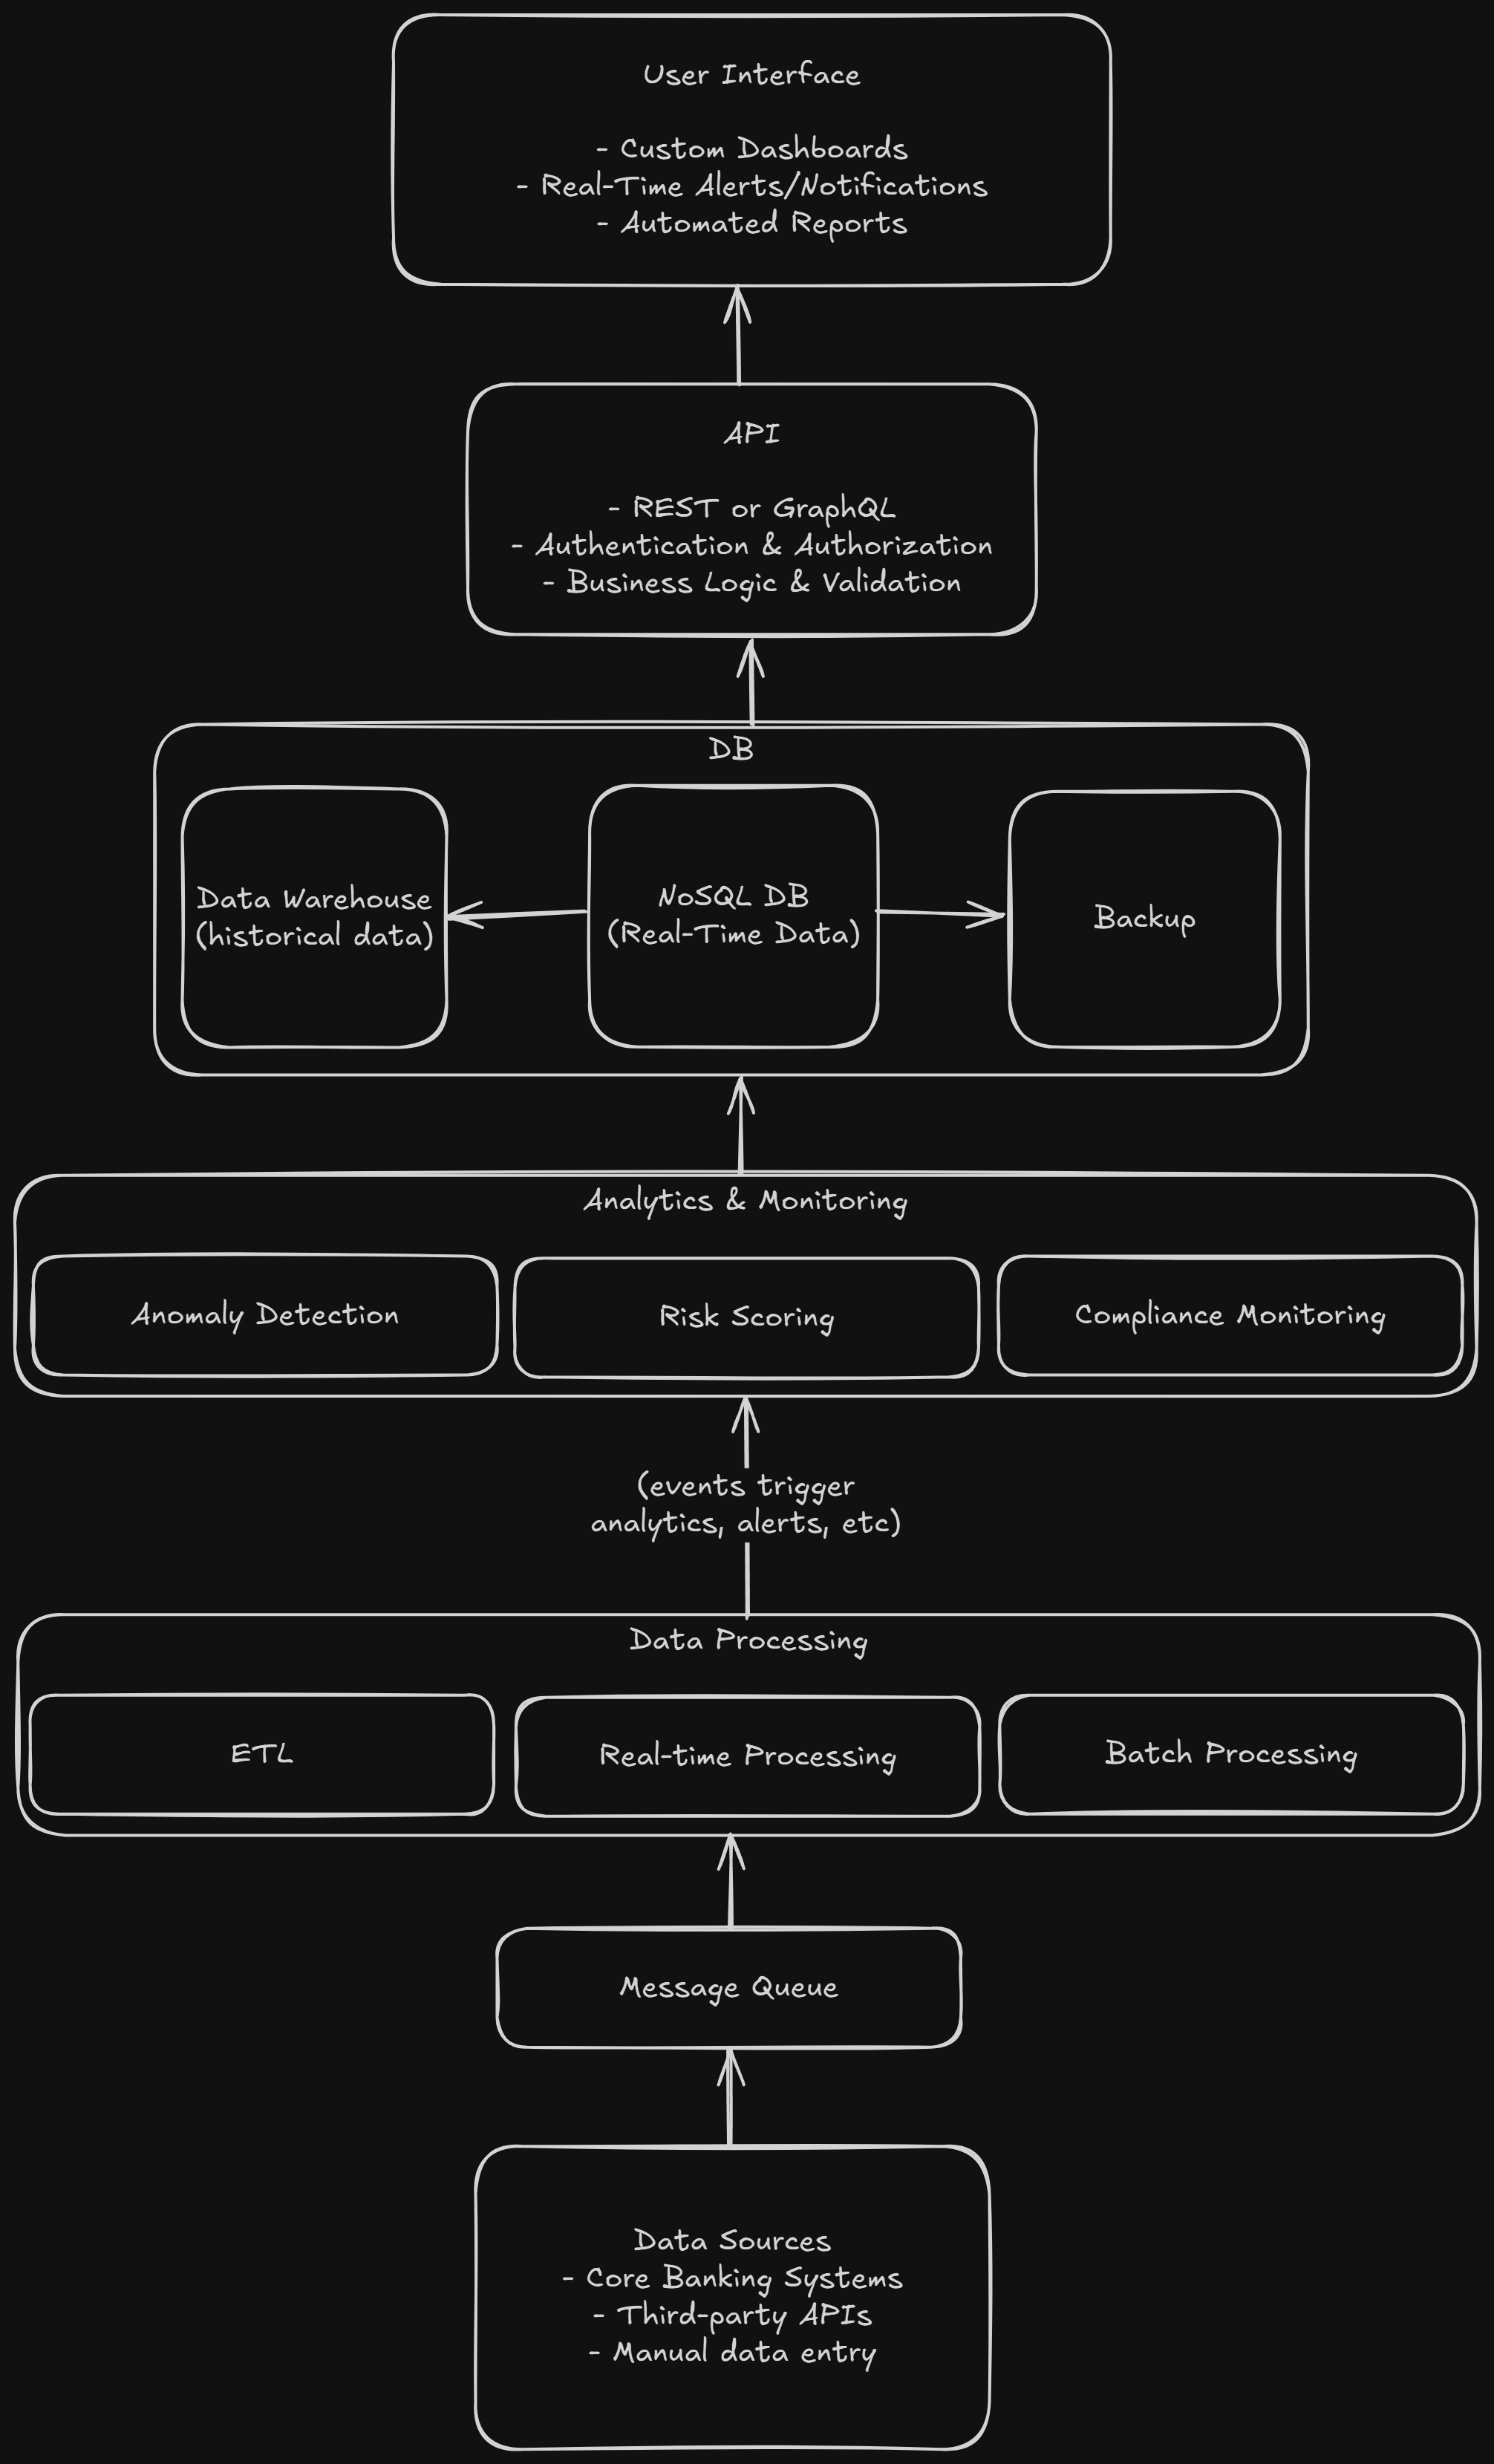 User Interface
- Custom Dashboards
- Real-Time Alerts/Notifications
- Automated Reports
API
- REST or GraphQL
- Authentication & Authorization
- Business Logic & Validation
DB
Data Warehouse
(historical data)
NoSQL DB
(Real-Time Data)
Backup
Analytics & Monitoring
Anomaly Detection
Risk Scoring
Compliance Monitoring
(events trigger
analytics, alerts, etc)
Data Processing
ETL
Real-time Processing
Batch Processing
Message Queue
Data Sources
- Core Banking Systems
- Third-party APIs
- Manual data entry